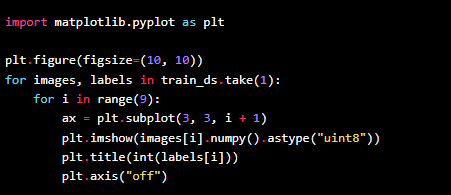 import matplotlib.pyplot as plt

plt.figure(figsize=(10, 10))
for images, labels in train_ds.take(1):
    for i in range(9):
        ax = plt.subplot(3, 3, i + 1)
        plt.imshow(images[i].numpy().astype("uint8"))
        plt.title(int(labels[i]))
        plt.axis("off")